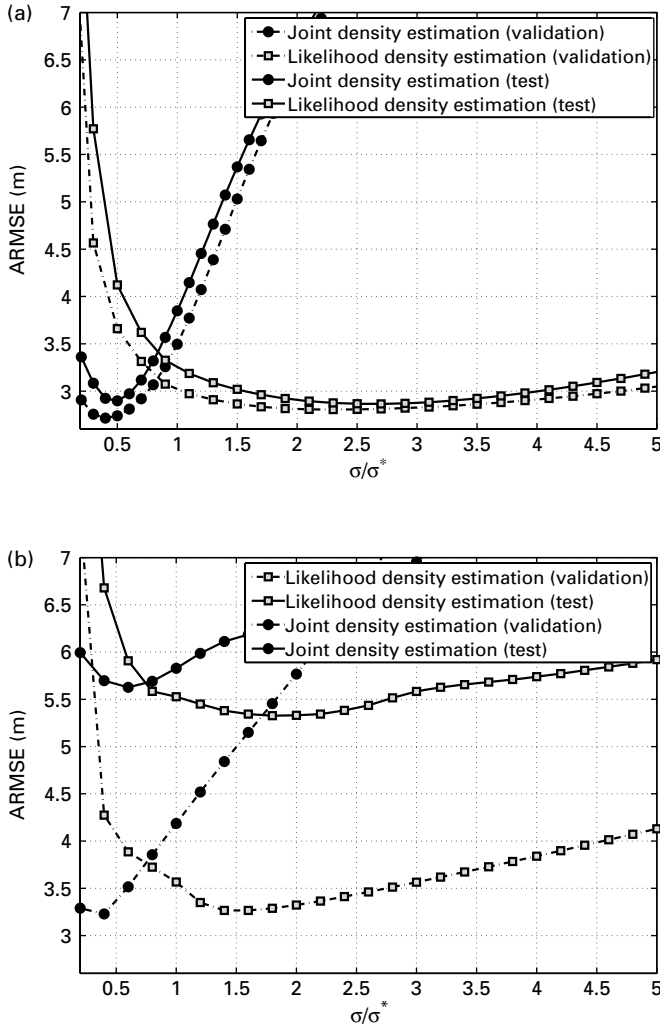 (a)
7
6.5
6
5.5
5
4.5
4
3.5
3
ARMSE (m)
Joint density estimation (validation)
Likelihood density estimation (validation)
Joint density estimation (test)
Likelihood density estimation (test)
0.5 1 1.5 2 2.5 3 3.5 4 4.5 5
σ/σ*
(b)
7
6.5
6
5.5
5
4.5
4
3.5
3
ARMSE (m)
Likelihood density estimation (validation)
Likelihood density estimation (test)
Joint density estimation (validation)
Joint density estimation (test)
0.5 1 1.5 2 2.5 3 3.5 4 4.5 5
σ/σ*